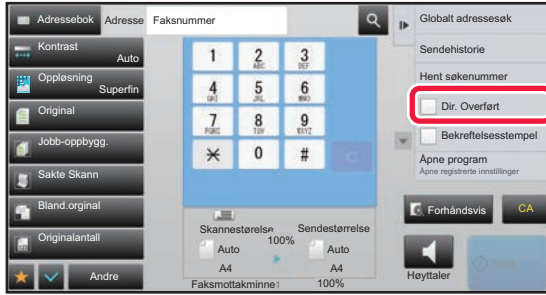 Adressebok
Adresse
Faksnummer
Globalt adressesøk
Kontrast
Auto
Sendehistorie
Oppløsning
Superfin
Hent søkenummer
Original
Dir. Overført
Jobb-oppbygg.
Bekreftelsesstempel
Sakte Skann
Åpne program
Åpne registrerte innstillinger
Bland.orginal
Originalantall
Andre
1
2
ABC
3
DEF
4
GHI
5
JKL
6
MNO
7
PQRS
8
TUV
9
WXYZ
0
#
C
Skannestørelse
Sendestørrelse
100%
Auto
Auto
A4
A4
Faksmottakminne:
100%
Forhåndsvis
CA
Høyttaler
Start